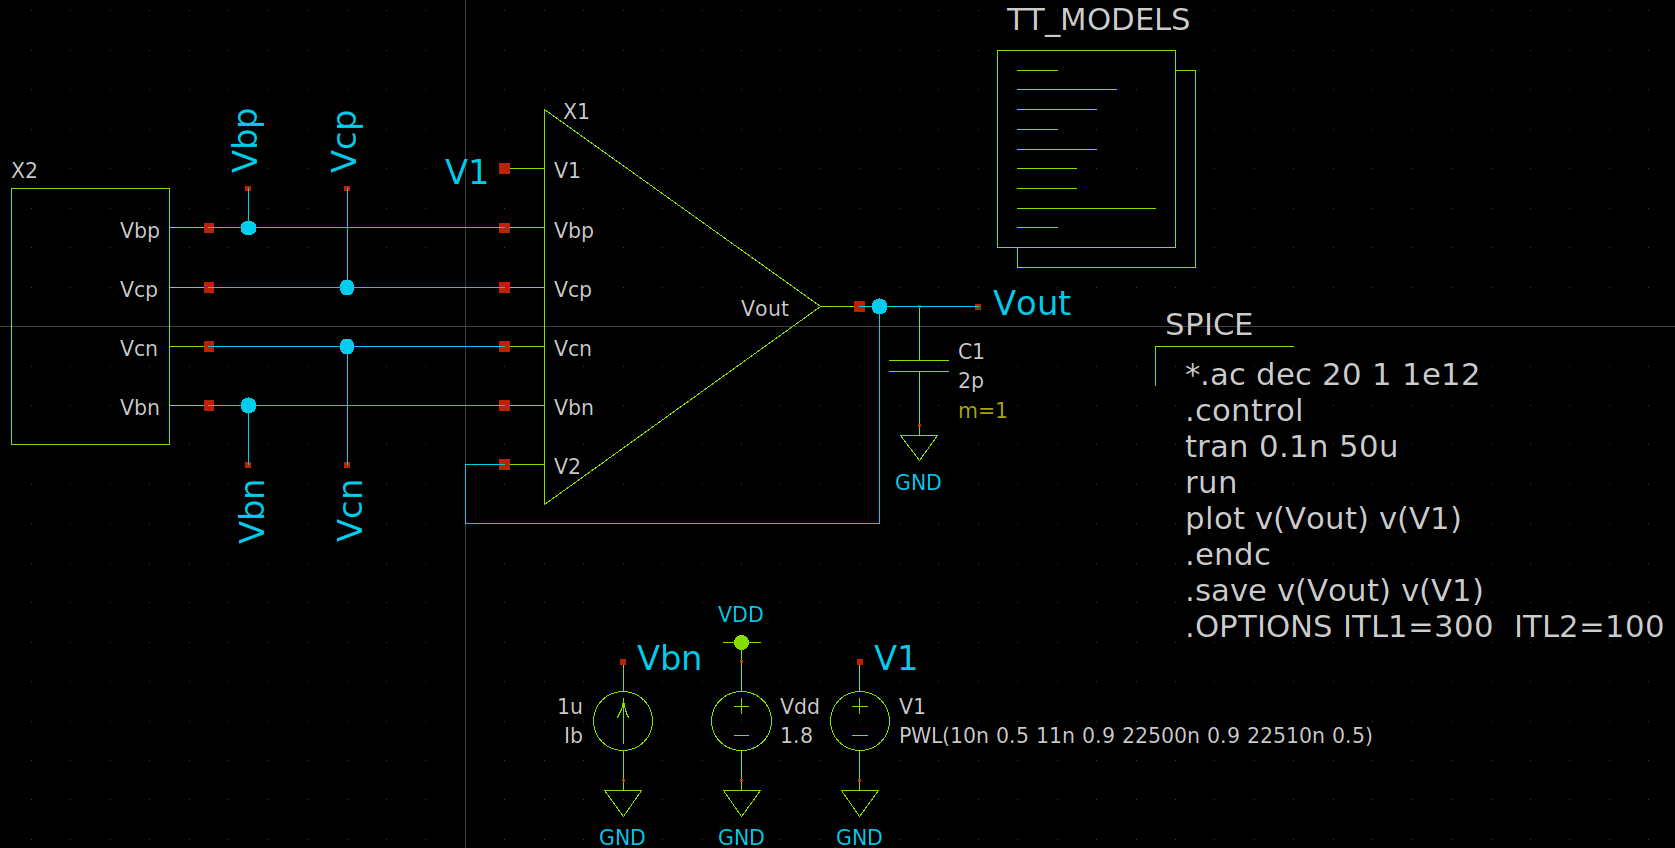 TT_MODELS
X1
Vbp
Vcp
X2
V1
V1
Vbp
Vbp
Vcp
Vcp
Vout
Vout
Vcn
Vcn
Vbn
Vbn
V2
Vbn
Vcn
C1
2p
m=1
GND
SPICE
*.ac dec 20 1 1e12
.control
tran 0.1n 50u
run
plot v(Vout) v(V1)
.endc
.save v(Vout) v(V1)
.OPTIONS ITL1=300 ITL2=100
VDD
Vbn
V1
1u
Ib
Vdd
1.8
V1
PWL(10n 0.5 11n 0.9 22500n 0.9 22510n 0.5)
GND
GND
GND